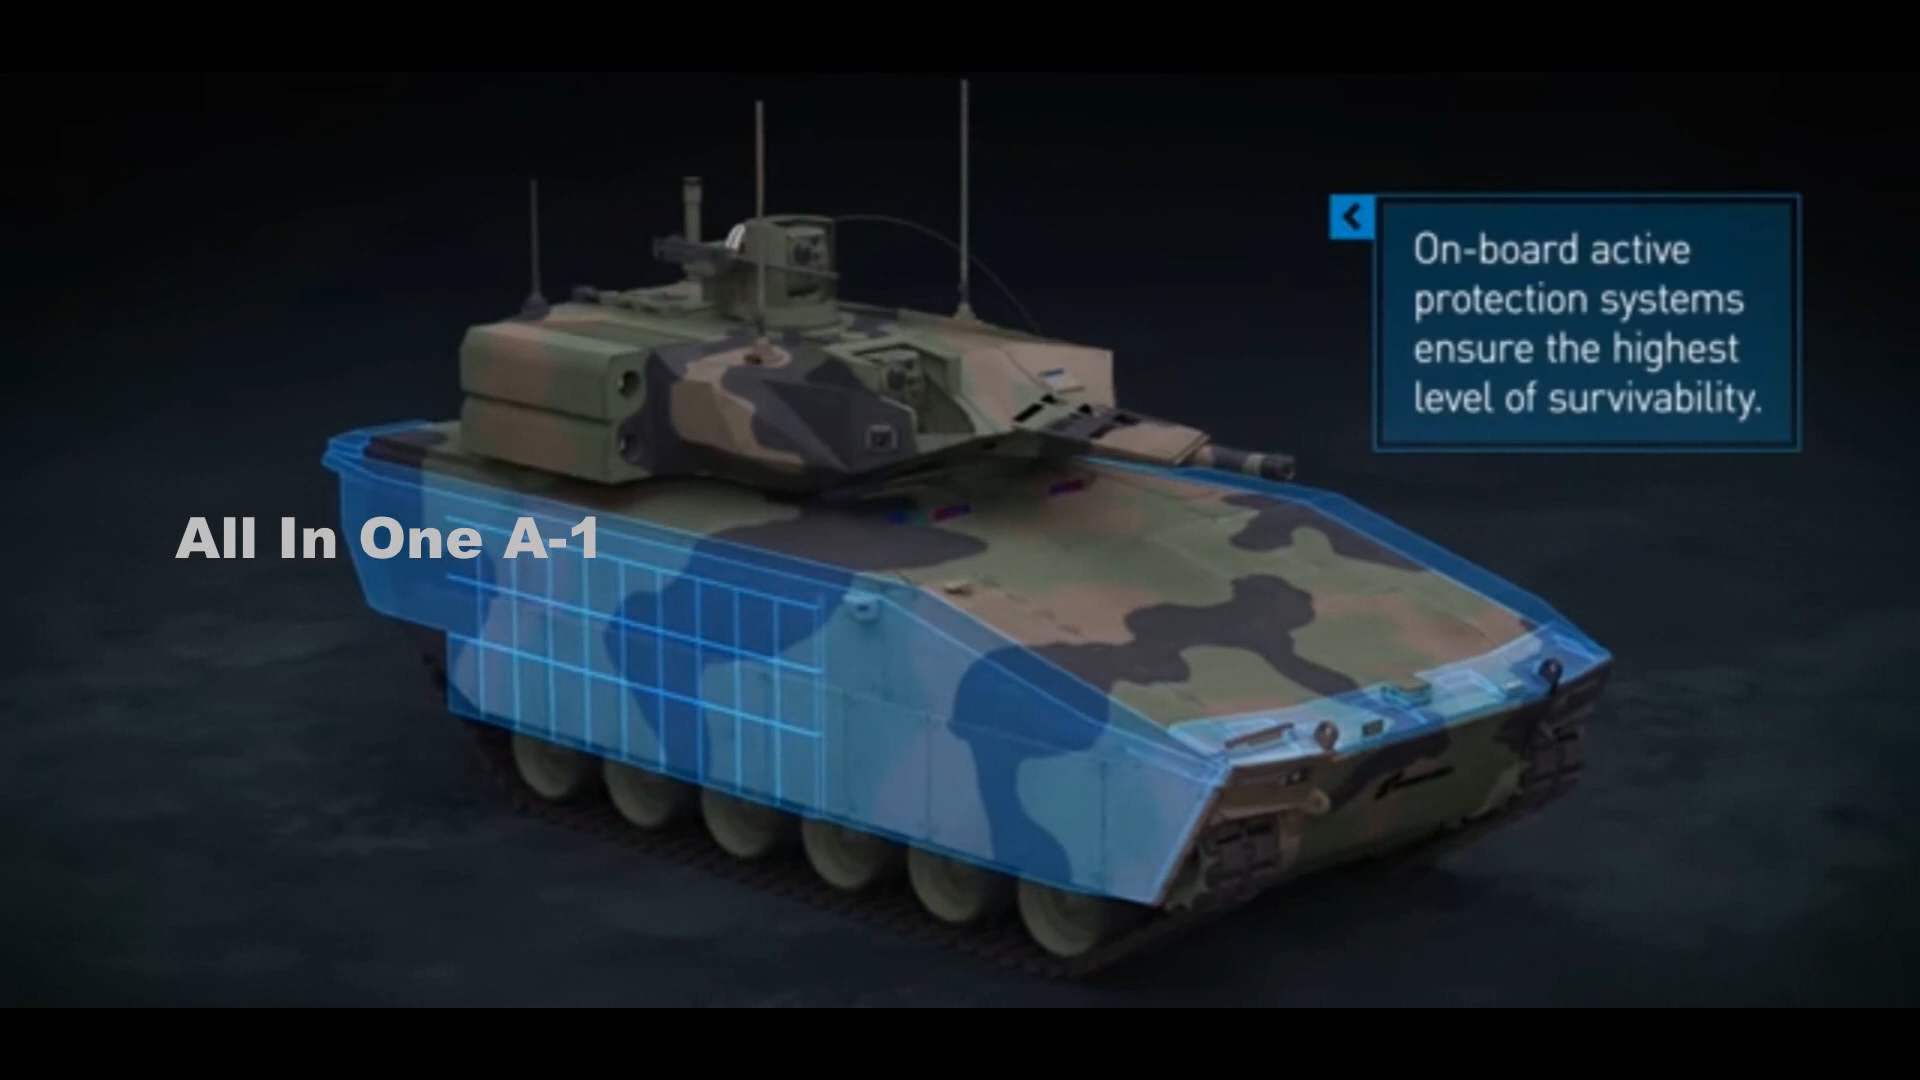 On-board active
protection systems
ensure the highest
level of survivability.
All In One A-1